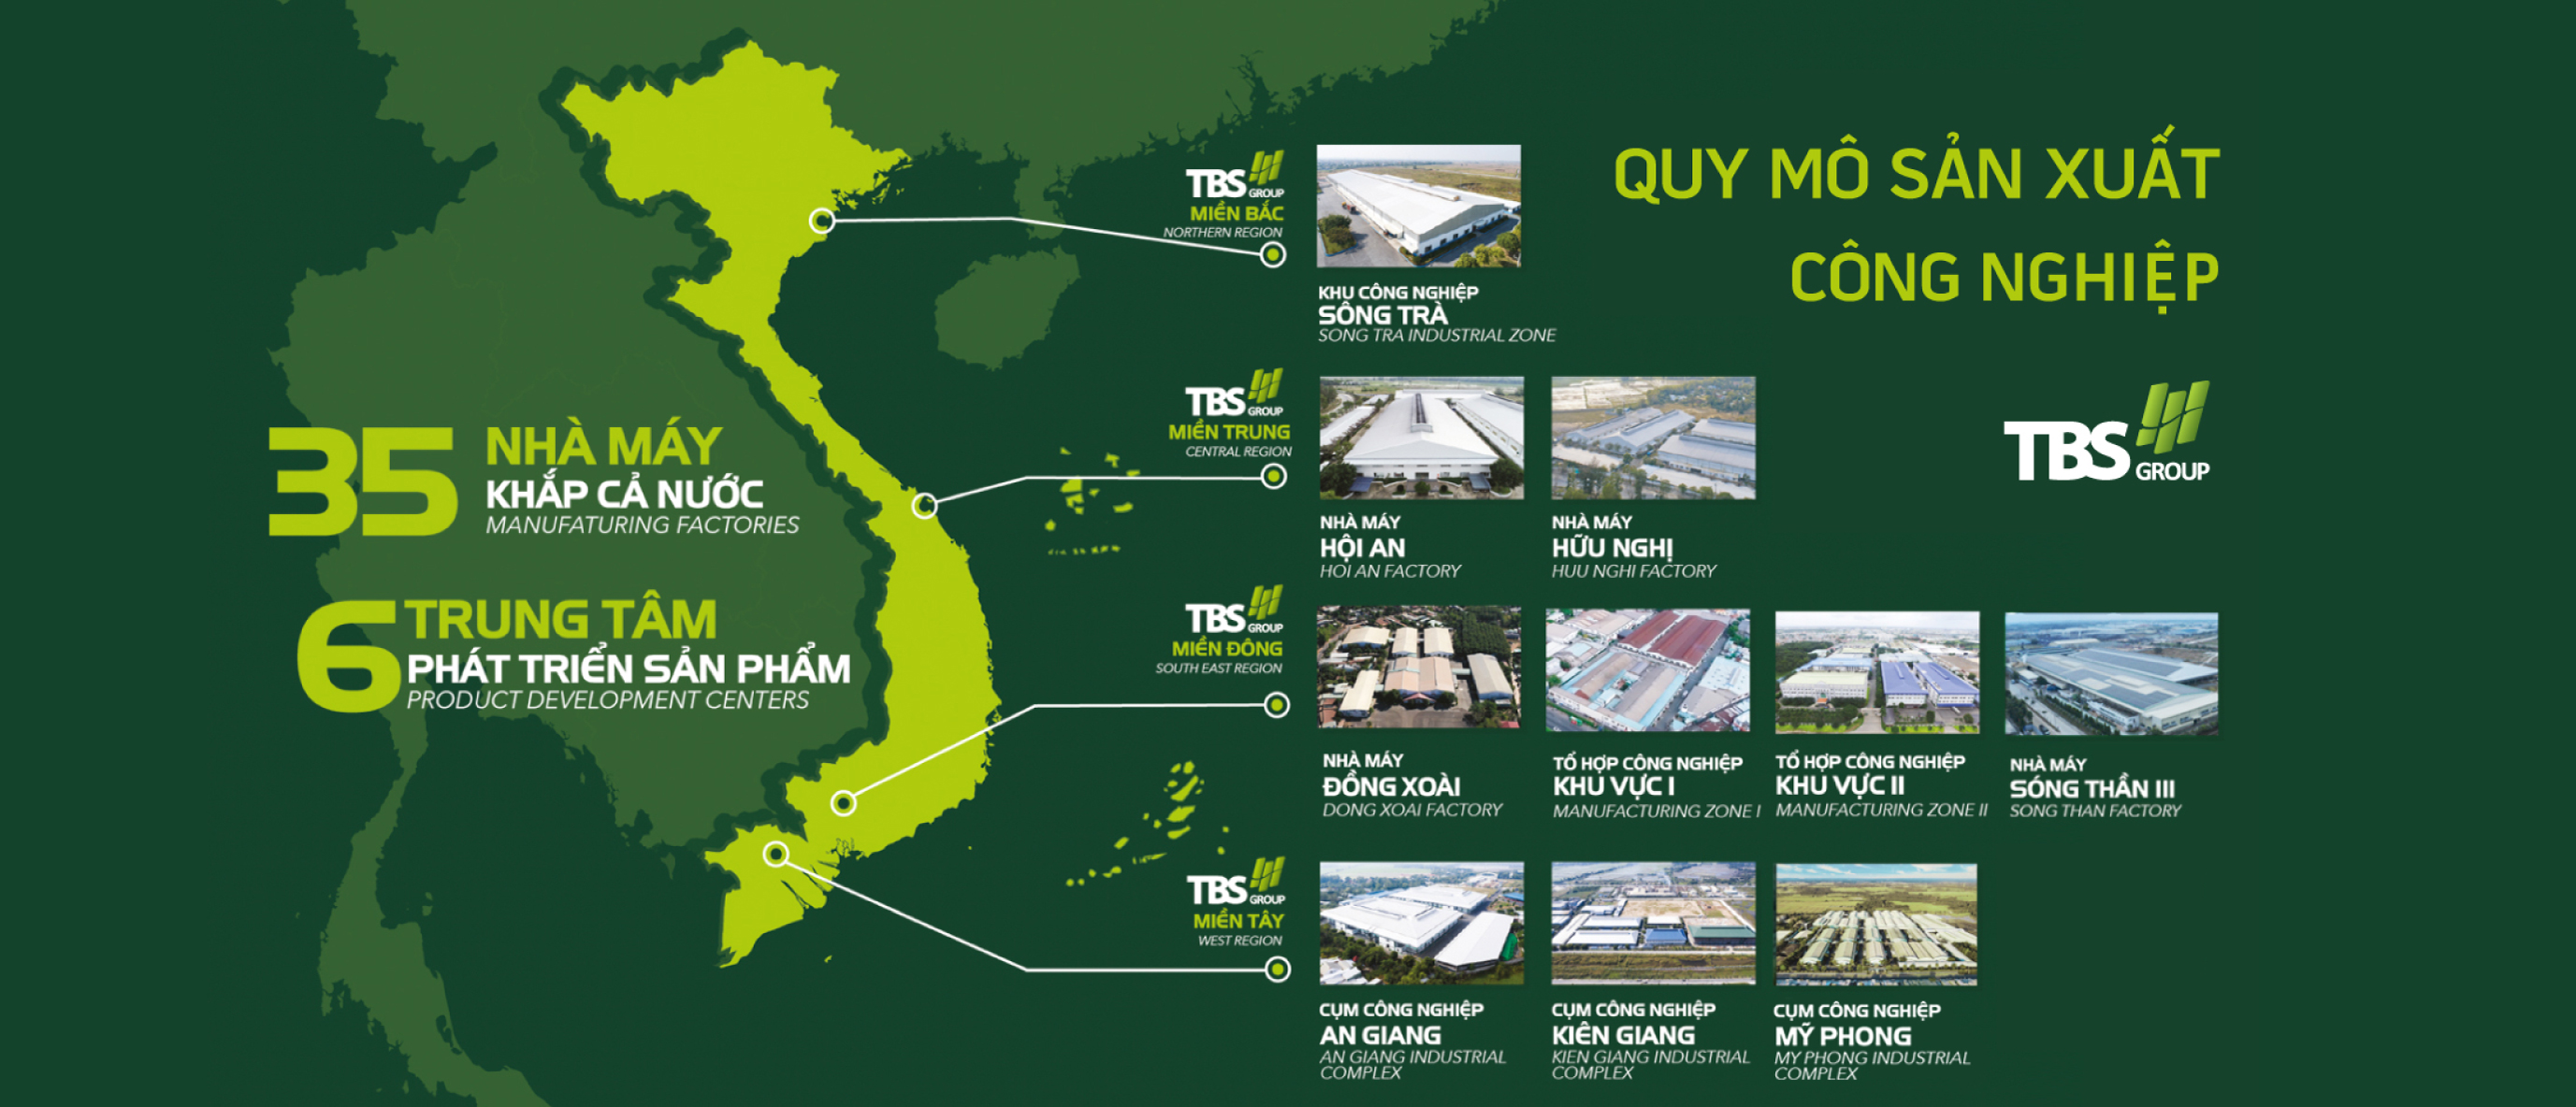 QUY MÔ SẢN XUẤT
CÔNG NGHIỆP
TBS GROUP
35 NHÀ MÁY
KHẮP CẢ NƯỚC
MANUFATURING FACTORIES
6 TRUNG TÂM
PHÁT TRIỂN SẢN PHẨM
PRODUCT DEVELOPMENT CENTERS
TBS GROUP
MIỀN BẮC
NORTHERN REGION
KHU CÔNG NGHIỆP
SÔNG TRÀ
SONG TRA INDUSTRIAL ZONE
TBS GROUP
MIỀN TRUNG
CENTRAL REGION
NHÀ MÁY
HỘI AN
HOI AN FACTORY
NHÀ MÁY
HỮU NGHỊ
HUU NGHI FACTORY
TBS GROUP
MIỀN ĐÔNG
SOUTH EAST REGION
NHÀ MÁY
ĐỒNG XOÀI
DONG XOAI FACTORY
TỔ HỢP CÔNG NGHIỆP
KHU VỰC I
MANUFACTURING ZONE I
TỔ HỢP CÔNG NGHIỆP
KHU VỰC II
MANUFACTURING ZONE II
NHÀ MÁY
SÓNG THẦN III
SONG THAN FACTORY
TBS GROUP
MIỀN TÂY
WEST REGION
CỤM CÔNG NGHIỆP
AN GIANG
AN GIANG INDUSTRIAL
COMPLEX
CỤM CÔNG NGHIỆP
KIÊN GIANG
KIEN GIANG INDUSTRIAL
COMPLEX
CỤM CÔNG NGHIỆP
MỸ PHONG
MY PHONG INDUSTRIAL
COMPLEX